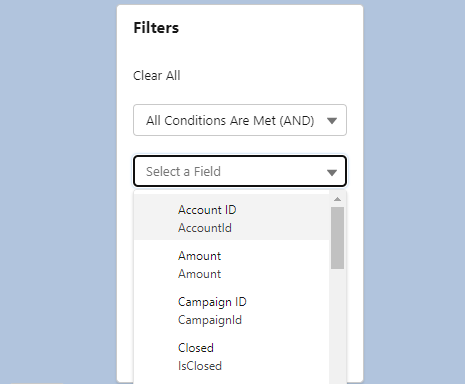 Filters
Clear All
All Conditions Are Met (AND)
Select a Field
Account ID
AccountId
Amount
Amount
Campaign ID
CampaignId
Closed
IsClosed